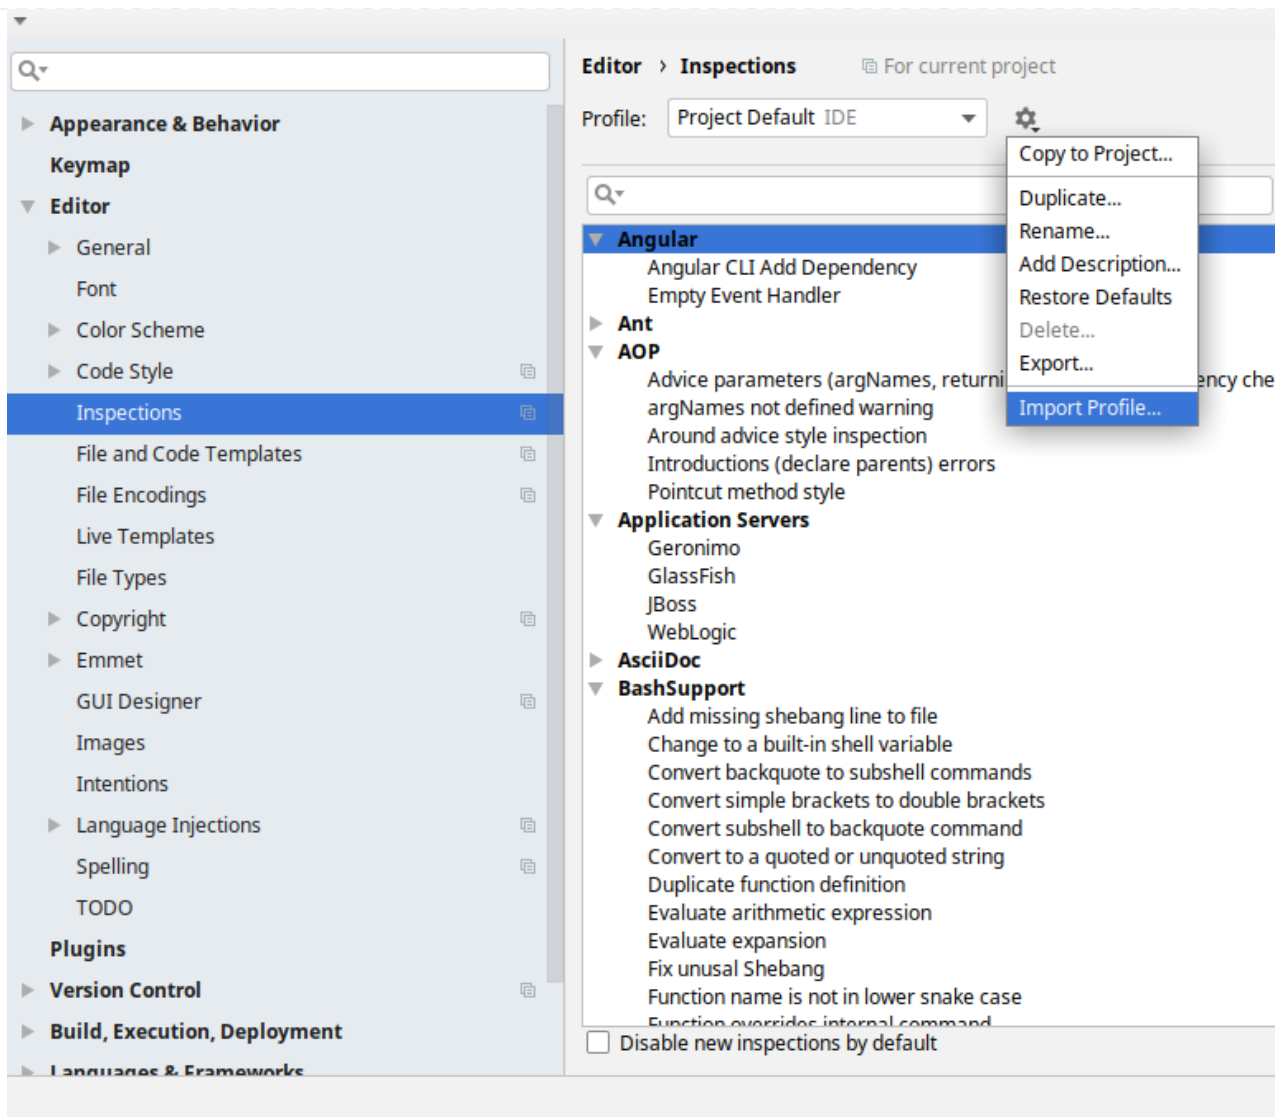 Appearance & Behavior
Keymap
Editor
General
Font
Color Scheme
Code Style
Inspections
File and Code Templates
File Encodings
Live Templates
File Types
Copyright
Emmet
GUI Designer
Images
Intentions
Language Injections
Spelling
TODO
Plugins
Version Control
Build, Execution, Deployment
Languages & Frameworks
Editor › Inspections For current project
Profile: Project Default IDE
Copy to Project...
Duplicate...
Rename...
Add Description...
Restore Defaults
Delete...
Export...
Import Profile...
Angular
Angular CLI Add Dependency
Empty Event Handler
Ant
AOP
Advice parameters (argNames, returni ency che
argNames not defined warning
Around advice style inspection
Introductions (declare parents) errors
Pointcut method style
Application Servers
Geronimo
GlassFish
JBoss
WebLogic
AsciiDoc
BashSupport
Add missing shebang line to file
Change to a built-in shell variable
Convert backquote to subshell commands
Convert simple brackets to double brackets
Convert subshell to backquote command
Convert to a quoted or unquoted string
Duplicate function definition
Evaluate arithmetic expression
Evaluate expansion
Fix unusal Shebang
Function name is not in lower snake case
Function overrides internal command
Disable new inspections by default